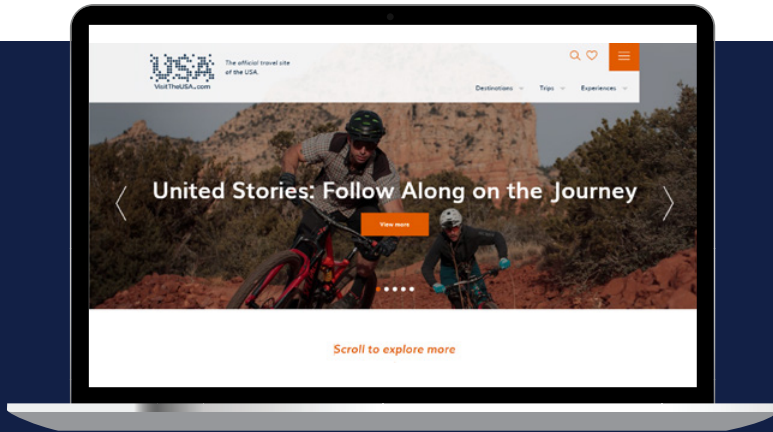 USA
VisitTheUSA.com
The official travel site
of the USA.
Destinations
Trips
Experiences
United Stories: Follow Along on the Journey
View more
Scroll to explore more